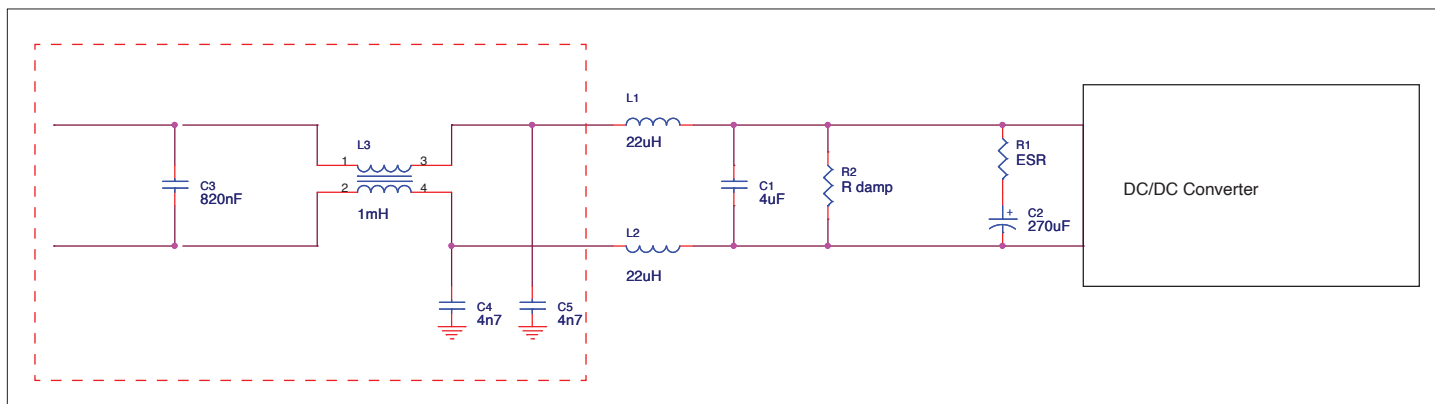 L1
22uH
L3
1
3
2
4
1mH
C3
820nF
C1
4uF
R2
R damp
R1
ESR
C2
+
270uF
DC/DC Converter
L2
22uH
C4
4n7
C5
4n7